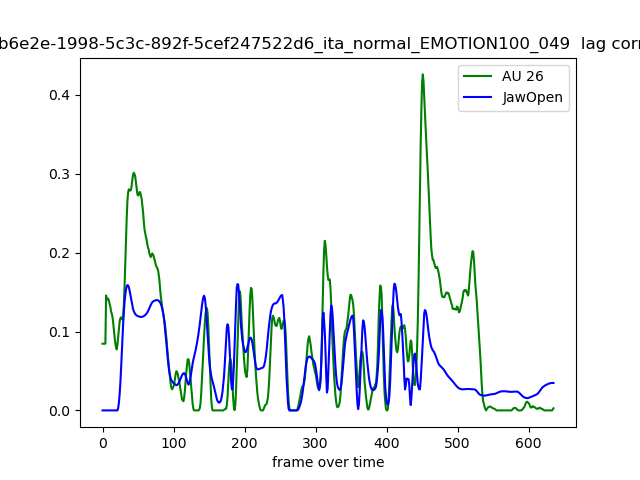 b6e2e-1998-5c3c-892f-5cef247522d6_ita_normal_EMOTION100_049 lag corr
AU 26
JawOpen
0.4
0.3
0.2
0.1
0.0
0 100 200 300 400 500 600
frame over time